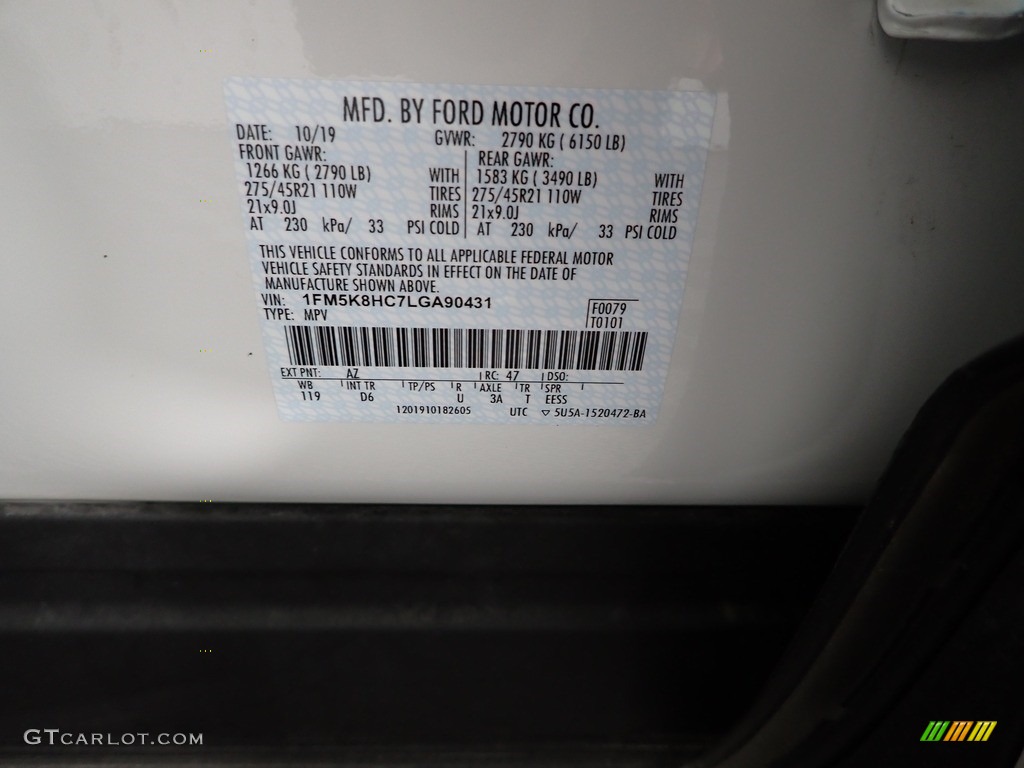 MFD. BY FORD MOTOR CO.
DATE: 10/19 GVWR: 2790 KG ( 6150 LB)
FRONT GAWR: REAR GAWR:
1266 KG ( 2790 LB) WITH 1583 KG ( 3490 LB) WITH
275/45R21 110W TIRES 275/45R21 110W TIRES
21x9.0J RIMS 21x9.0J RIMS
AT 230 kPa/ 33 PSI COLD AT 230 kPa/ 33 PSI COLD
THIS VEHICLE CONFORMS TO ALL APPLICABLE FEDERAL MOTOR
VEHICLE SAFETY STANDARDS IN EFFECT ON THE DATE OF
MANUFACTURE SHOWN ABOVE.
VIN: 1FM5K8HC7LGA90431 F0079
TYPE: MPV T0101
EXT PNT: AZ RC: 47 DSO:
WB INT TR TP/PS R AXLE TR SPR
119 D6 U 3A T EESS
1201910182605 UTC ▽ 5U5A-1520472-BA
GTCARLOT.COM